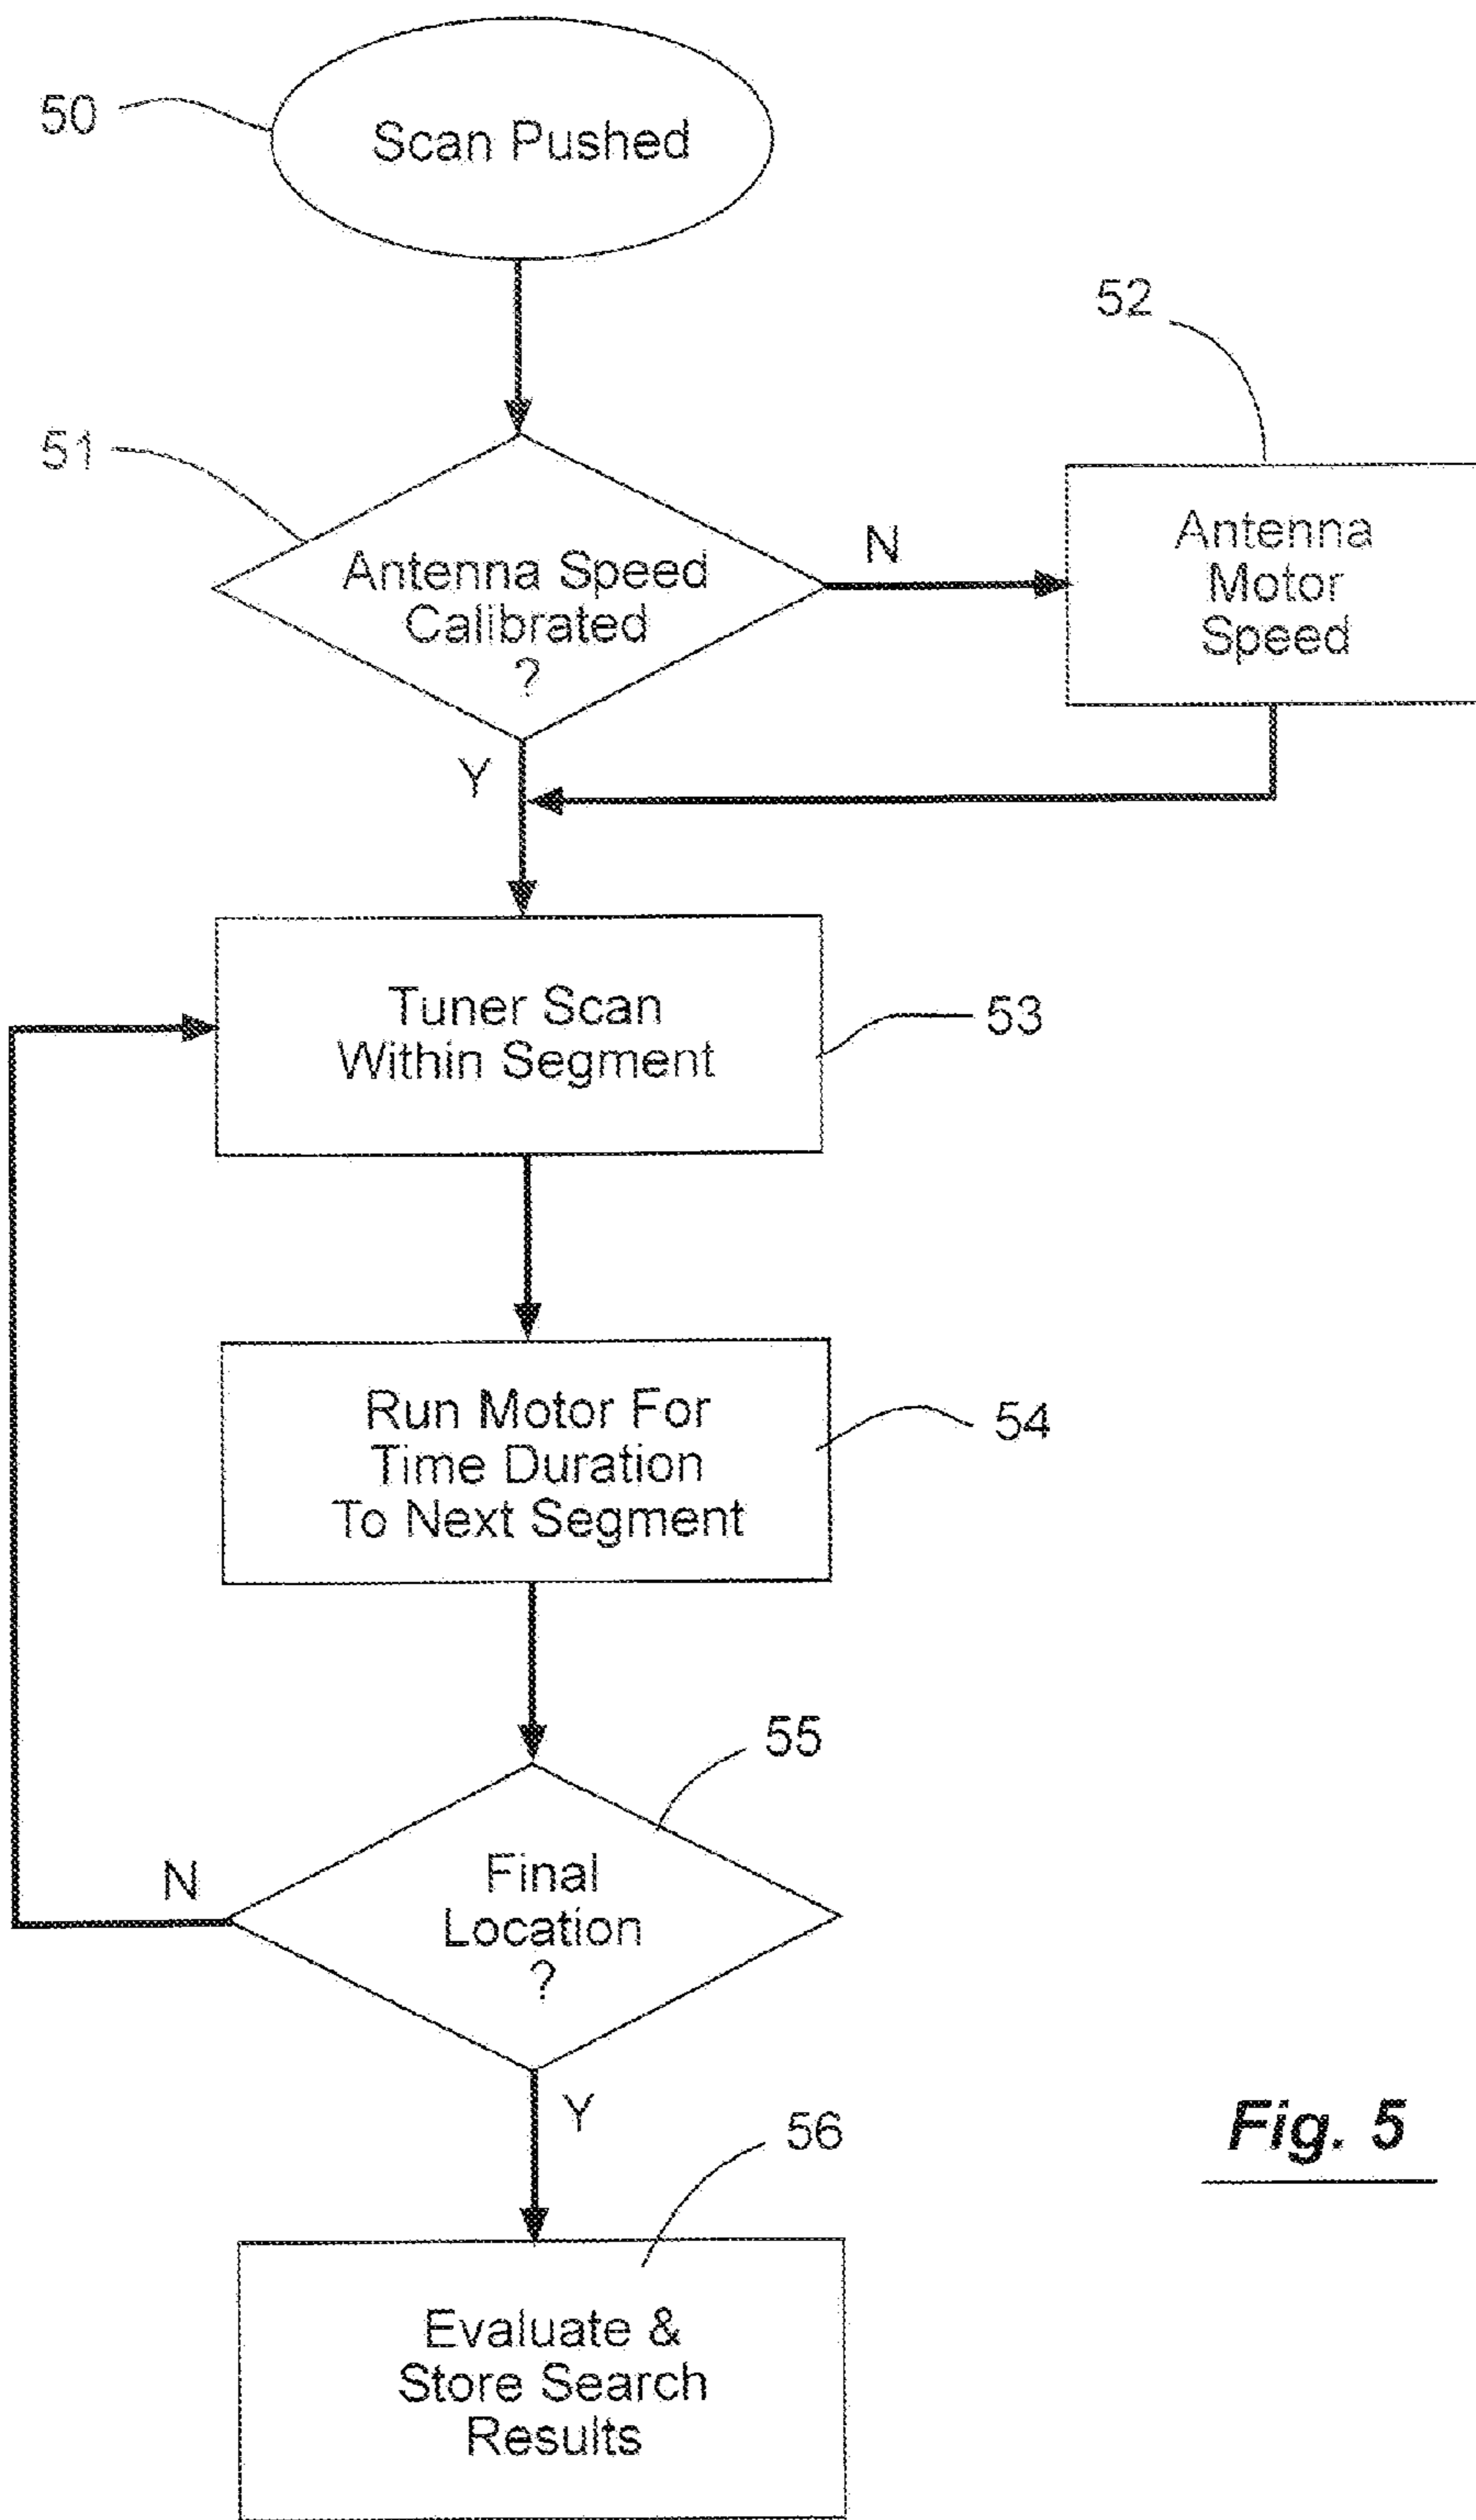 50
Scan Pushed
52
51
Antenna Speed
Calibrated
?
N
Antenna
Motor
Speed
Y
Tuner Scan
Within Segment
53
Run Motor For
Time Duration
To Next Segment
54
55
Final
Location
?
N
Y
56
Evaluate &
Store Search
Results
Fig. 5